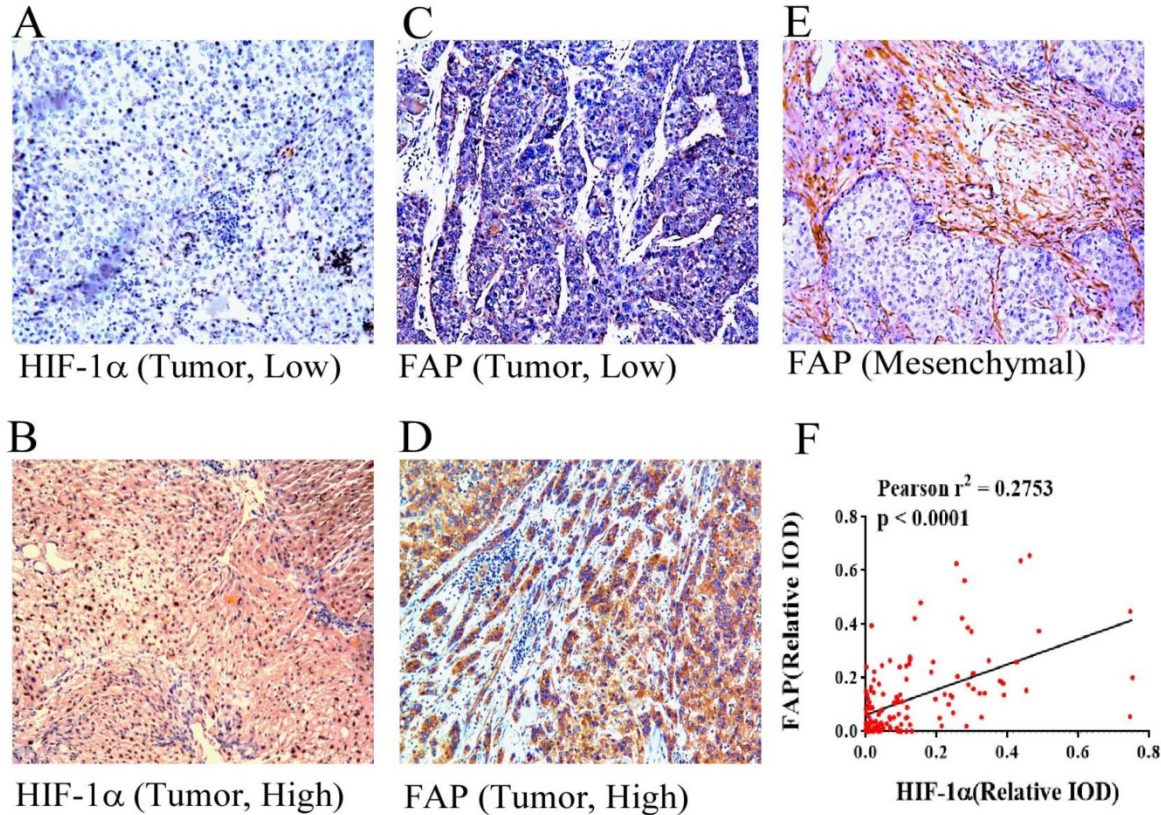 A
C
E
HIF-1α (Tumor, Low)
FAP (Tumor, Low)
FAP (Mesenchymal)
B
D
F
HIF-1α (Tumor, High)
FAP (Tumor, High)
Pearson r² = 0.2753
p < 0.0001
FAP(Relative IOD)
0.8
0.6
0.4
0.2
0.0
0.0 0.2 0.4 0.6 0.8
HIF-1α(Relative IOD)